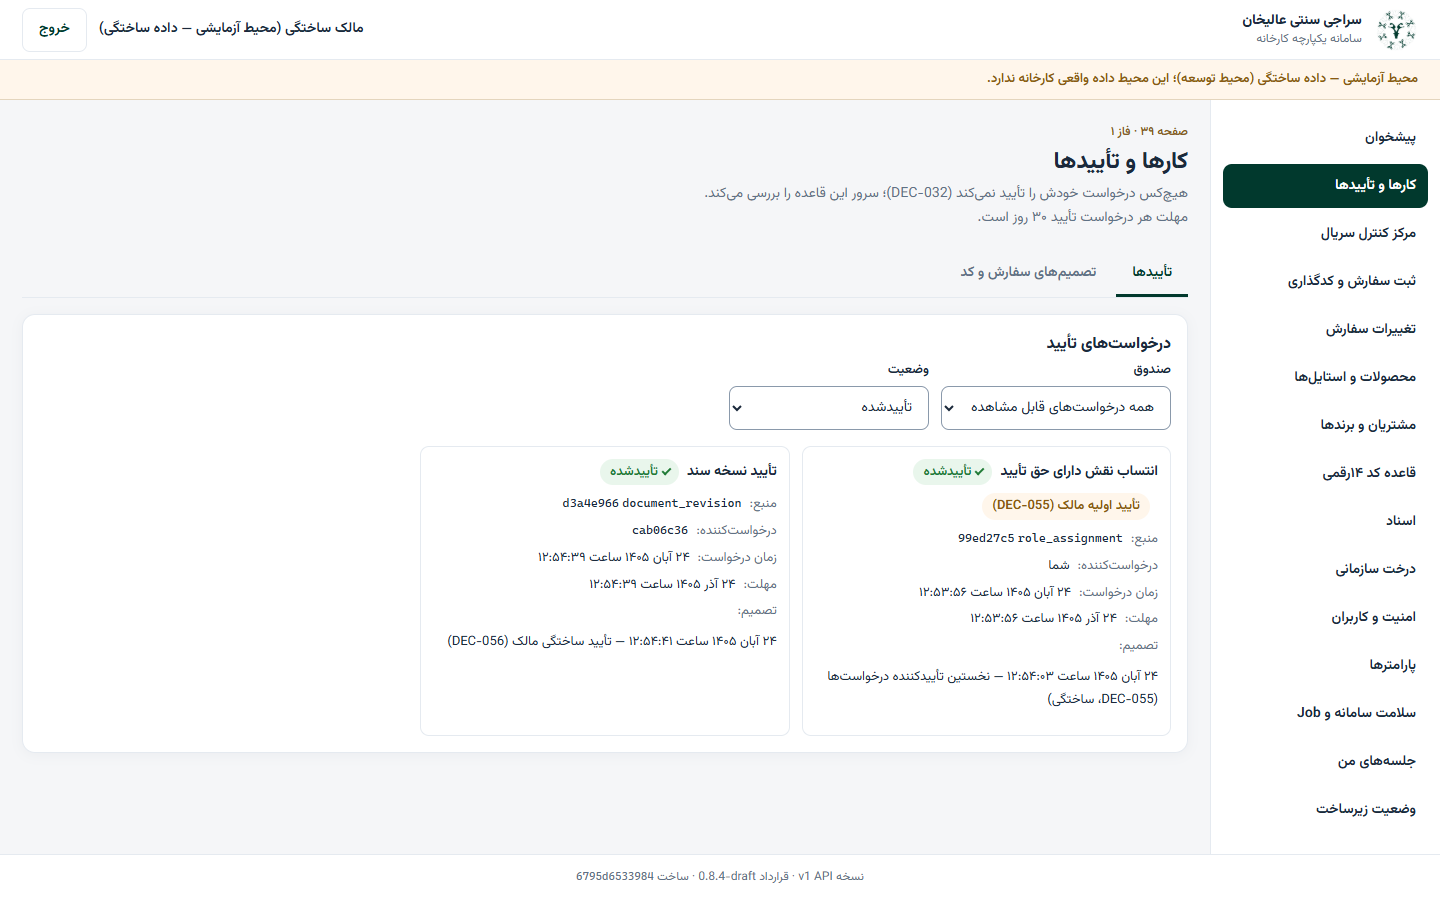 سراجی سنتی عالیخان
سامانه یکپارچه کارخانه
مالک ساختگی (محیط آزمایشی – داده ساختگی)
خروج
محیط آزمایشی – داده ساختگی (محیط توسعه)؛ این محیط داده واقعی کارخانه ندارد.
پیشخوان
کارها و تأییدها
مرکز کنترل سریال
ثبت سفارش و کدگذاری
تغییرات سفارش
محصولات و استایل‌ها
مشتریان و برندها
قاعده کد ۱۴رقمی
اسناد
درخت سازمانی
امنیت و کاربران
پارامترها
سلامت سامانه و Job
جلسه‌های من
وضعیت زیرساخت
صفحه ۳۹ · فاز ۱
کارها و تأییدها
هیچ‌کس درخواست خودش را تأیید نمی‌کند (DEC-032)؛ سرور این قاعده را بررسی می‌کند.
مهلت هر درخواست تأیید ۳۰ روز است.
تأییدها
تصمیم‌های سفارش و کد
درخواست‌های تأیید
صندوق
وضعیت
همه درخواست‌های قابل مشاهده
تأییدشده
انتساب نقش دارای حق تأیید ✓ تأییدشده
تأیید اولیه مالک (DEC-055)
منبع: role_assignment 99ed27c5
درخواست‌کننده: شما
زمان درخواست: ۲۴ آبان ۱۴۰۵ ساعت ۱۲:۵۳:۵۶
مهلت: ۲۴ آذر ۱۴۰۵ ساعت ۱۲:۵۳:۵۶
تصمیم:
۲۴ آبان ۱۴۰۵ ساعت ۱۲:۵۴:۰۳ – نخستین تأییدکننده درخواست‌ها
(DEC-055، ساختگی)
تأیید نسخه سند ✓ تأییدشده
منبع: document_revision d3a4e966
درخواست‌کننده: cab06c36
زمان درخواست: ۲۴ آبان ۱۴۰۵ ساعت ۱۲:۵۴:۳۹
مهلت: ۲۴ آذر ۱۴۰۵ ساعت ۱۲:۵۴:۳۹
تصمیم:
۲۴ آبان ۱۴۰۵ ساعت ۱۲:۵۴:۴۱ – تأیید ساختگی مالک (DEC-056)
نسخه v1 API · قرارداد 0.8.4-draft · ساخت 6795d6533984